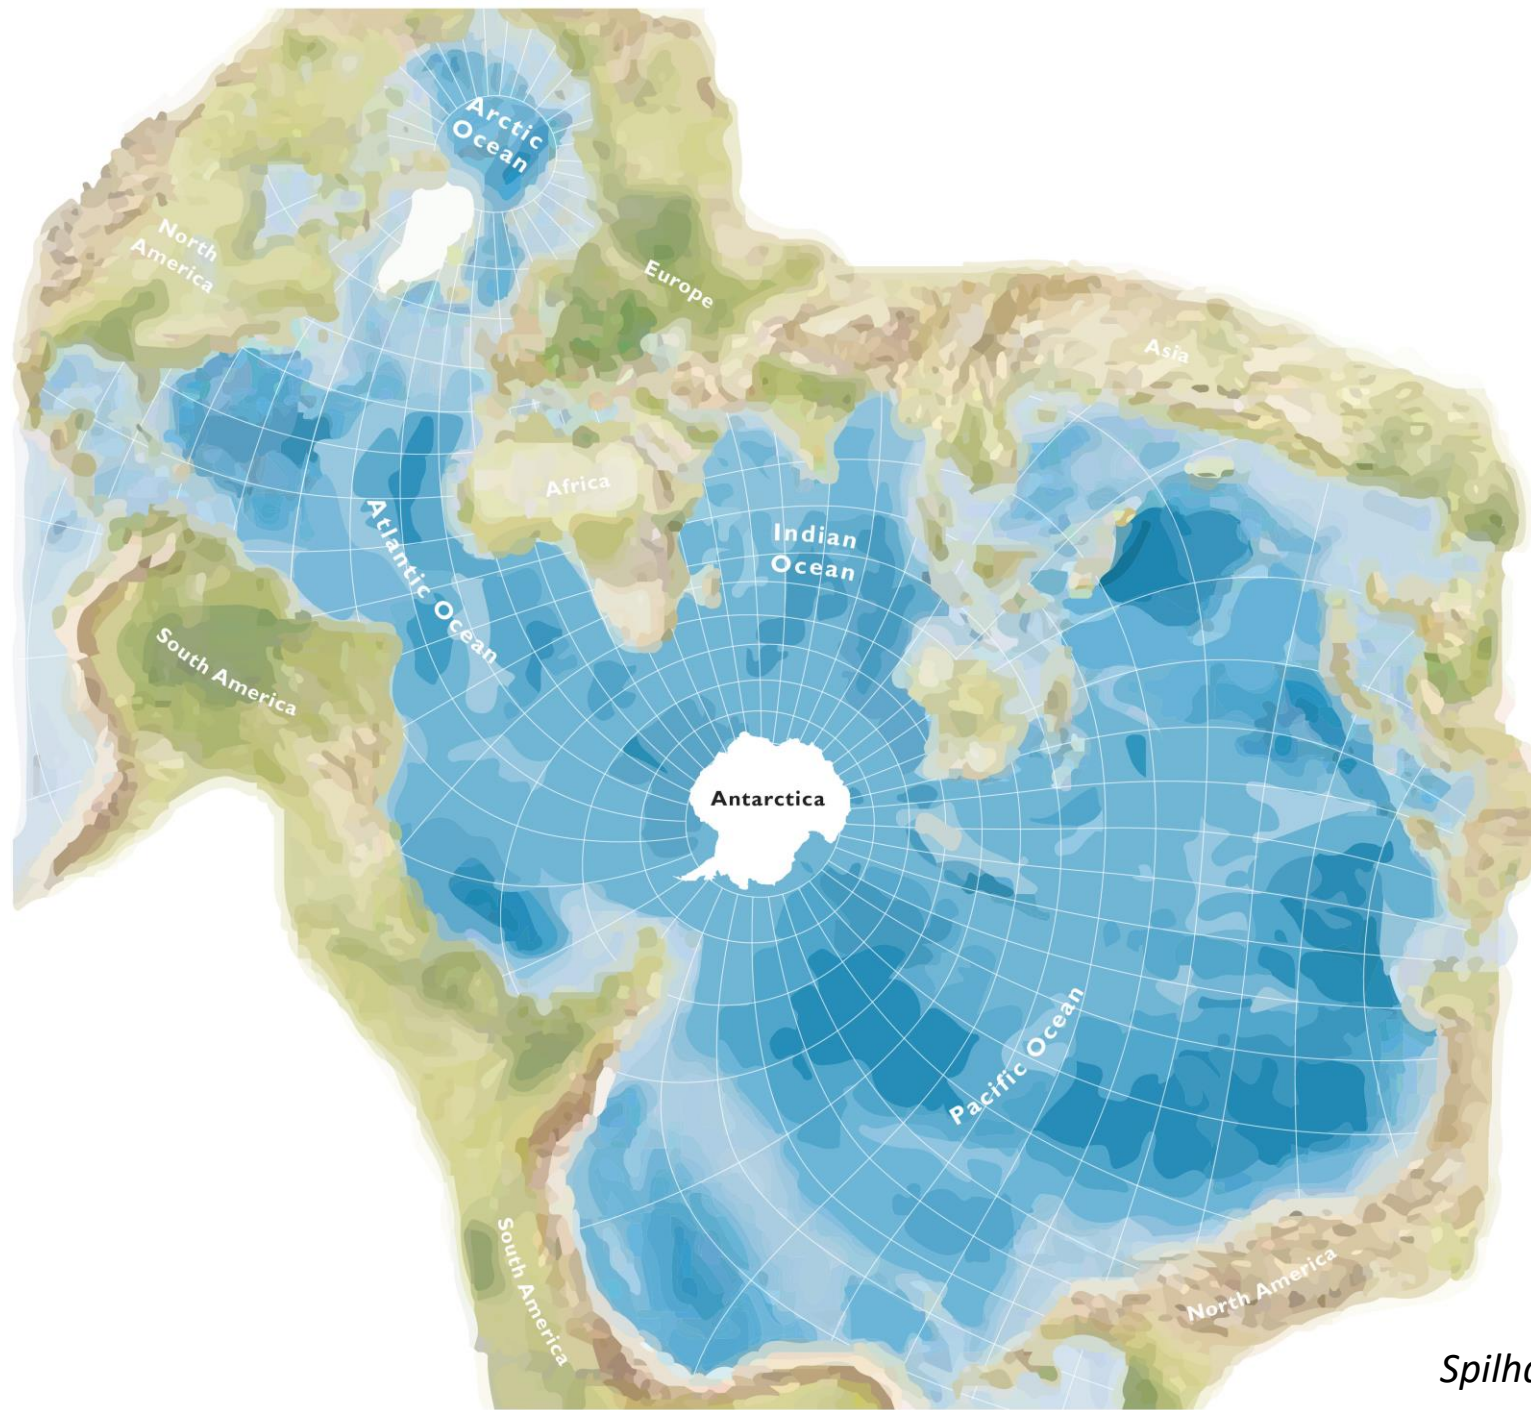 Arctic
Ocean
North
America
Europe
Asia
Africa
Atlantic Ocean
Indian
Ocean
South America
Antarctica
Pacific Ocean
South America
North America